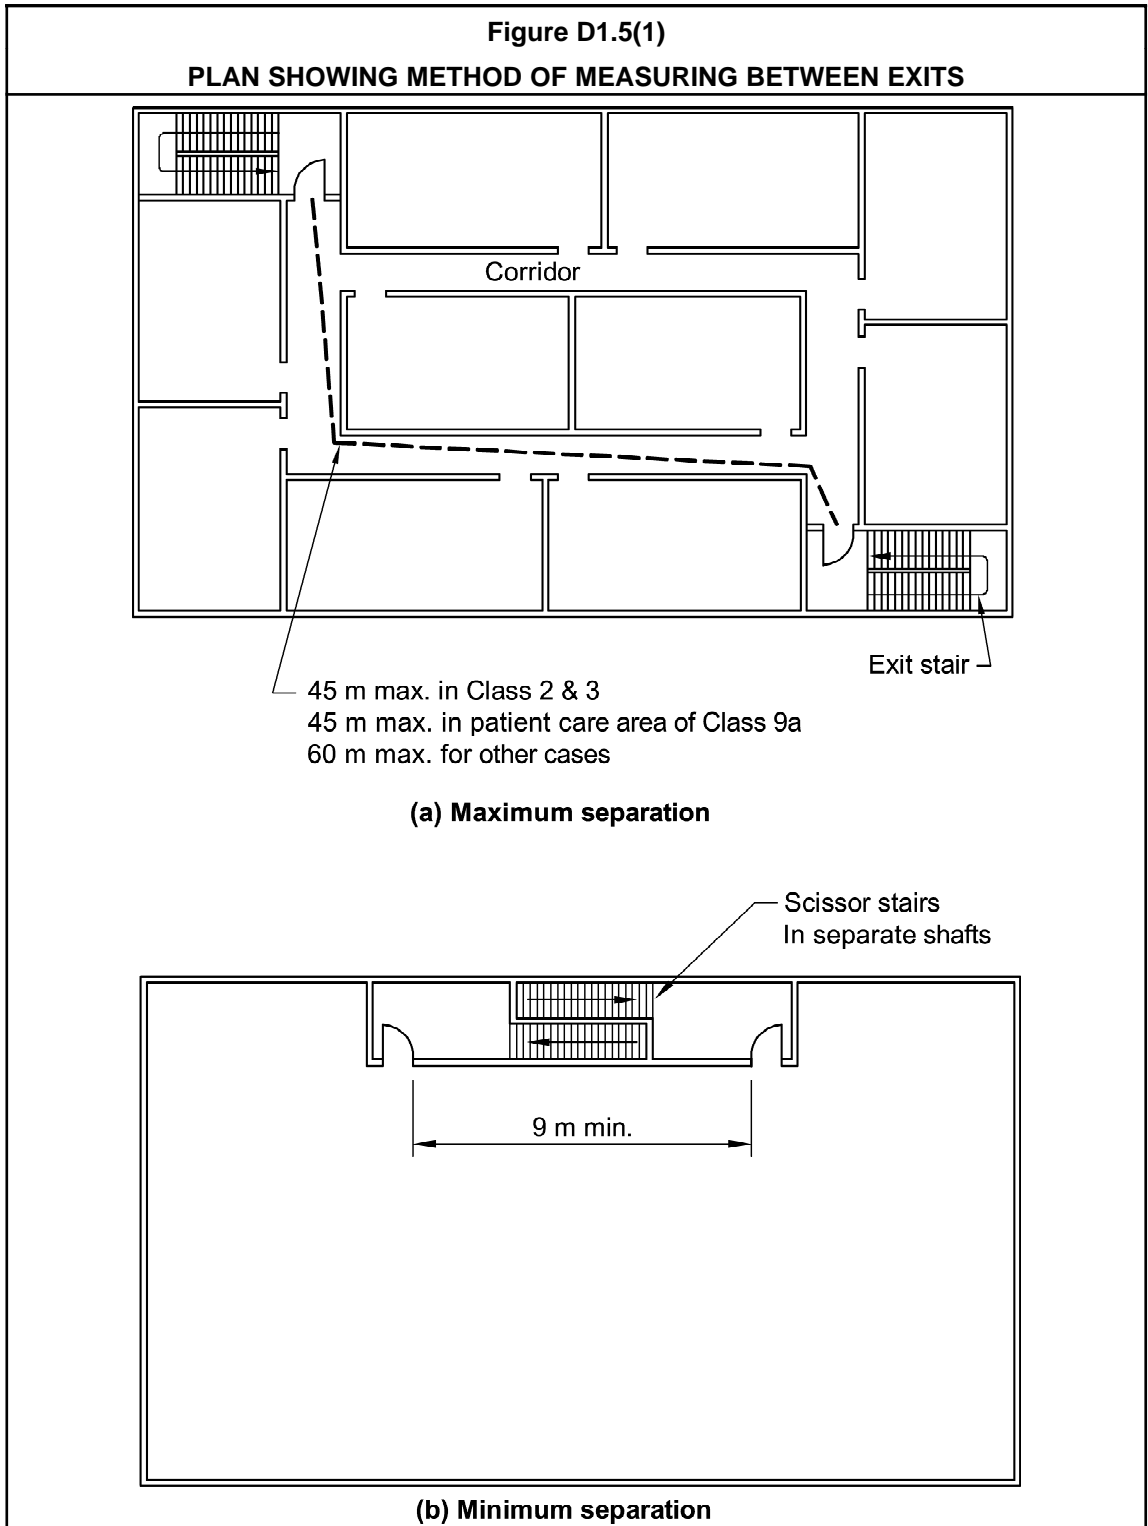 Figure D1.5(1)
PLAN SHOWING METHOD OF MEASURING BETWEEN EXITS
Corridor
Exit stair
45 m max. in Class 2 & 3
45 m max. in patient care area of Class 9a
60 m max. for other cases
(a) Maximum separation
Scissor stairs
In separate shafts
9 m min.
(b) Minimum separation